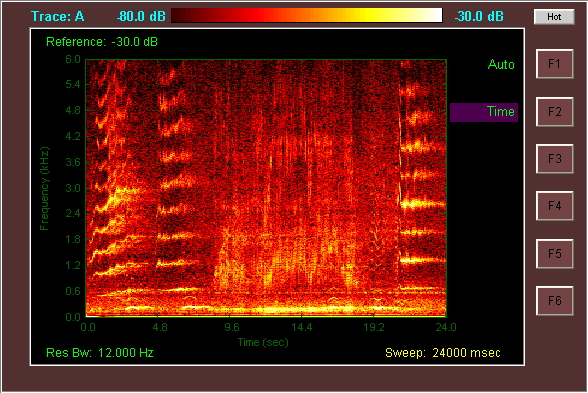 Trace: A -80.0 dB -30.0 dB Hot
Reference: -30.0 dB
6.0
5.4
4.8
4.2
3.6
3.0
2.4
1.8
1.2
0.6
0.0
Frequency (kHz)
0.0 4.8 9.6 14.4 19.2 24.0
Time (sec)
Res Bw: 12.000 Hz Sweep: 24000 msec
Auto
Time
F1
F2
F3
F4
F5
F6